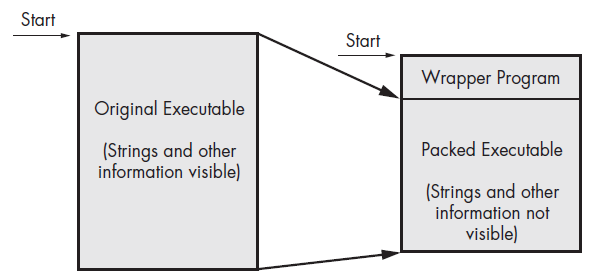 Start
Original Executable
(Strings and other
information visible)
Start
Wrapper Program
Packed Executable
(Strings and other
information not
visible)